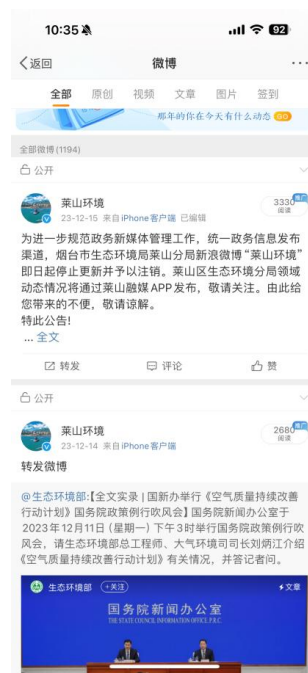 10:35
92
返回
微博
全部 原创 视频 文章 图片 签到
那年的你在今天有什么动态 GO
全部微博(1194)
公开
莱山环境
3330
阅读
推广
23-12-15 来自iPhone客户端 已编辑
为进一步规范政务新媒体管理工作，统一政务信息发布
渠道，烟台市生态环境局莱山分局新浪微博“莱山环境”
即日起停止更新并予以注销。莱山区生态环境分局领域
动态情况将通过莱山融媒APP发布，敬请关注。由此给
您带来的不便，敬请谅解。
特此公告!
... 全文
转发 评论 赞
公开
莱山环境
2680
阅读
推广
23-12-14 来自iPhone客户端
转发微博
@生态环境部:【全文实录 | 国新办举行《空气质量持续改善
行动计划》国务院政策例行吹风会】国务院新闻办公室于
2023年12月11日（星期一）下午3时举行国务院政策例行吹
风会，请生态环境部总工程师、大气环境司司长刘炳江介绍
《空气质量持续改善行动计划》有关情况，并答记者问。
生态环境部 +关注 文章
国务院新闻办公室
THE STATE COUNCIL INFORMATION OFFICE, P.R.C.